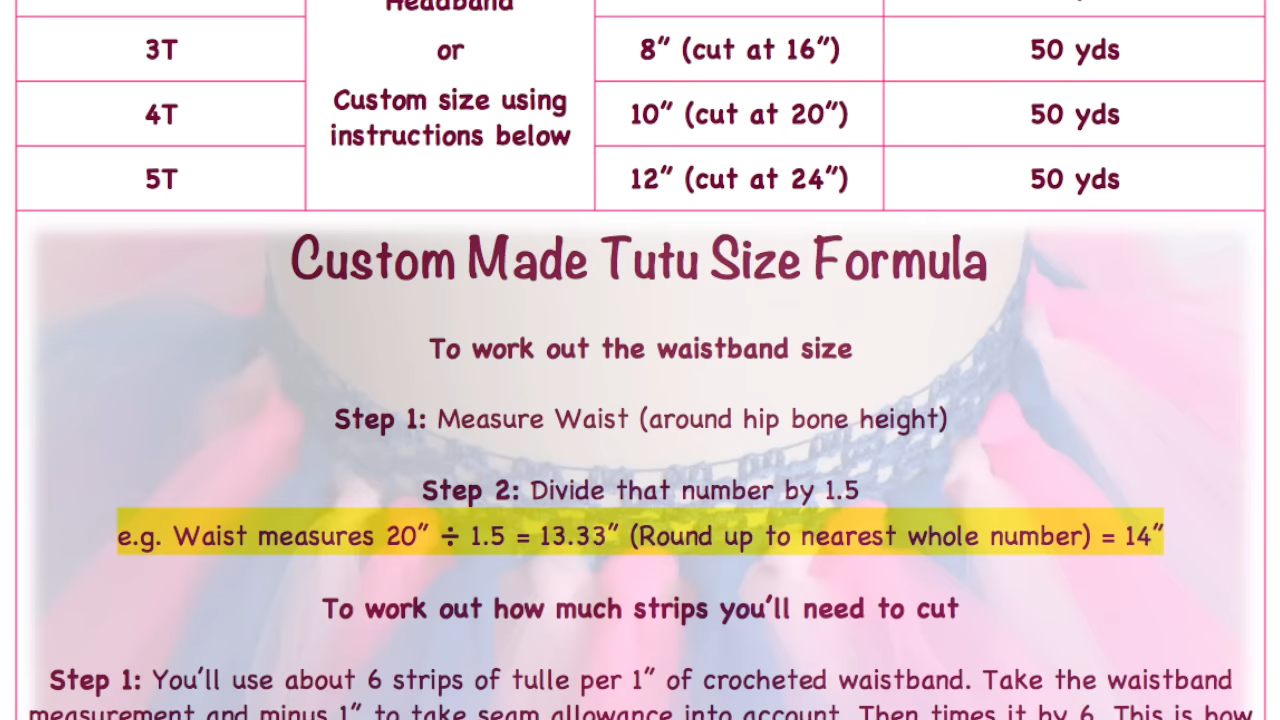 Headband
3T or 8" (cut at 16") 50 yds
Custom size using
4T 10" (cut at 20") 50 yds
instructions below
5T 12" (cut at 24") 50 yds
Custom Made Tutu Size Formula
To work out the waistband size
Step 1: Measure Waist (around hip bone height)
Step 2: Divide that number by 1.5
e.g. Waist measures 20" ÷ 1.5 = 13.33" (Round up to nearest whole number) = 14"
To work out how much strips you'll need to cut
Step 1: You'll use about 6 strips of tulle per 1" of crocheted waistband. Take the waistband
measurement and minus 1" to take seam allowance into account. Then times it by 6. This is how